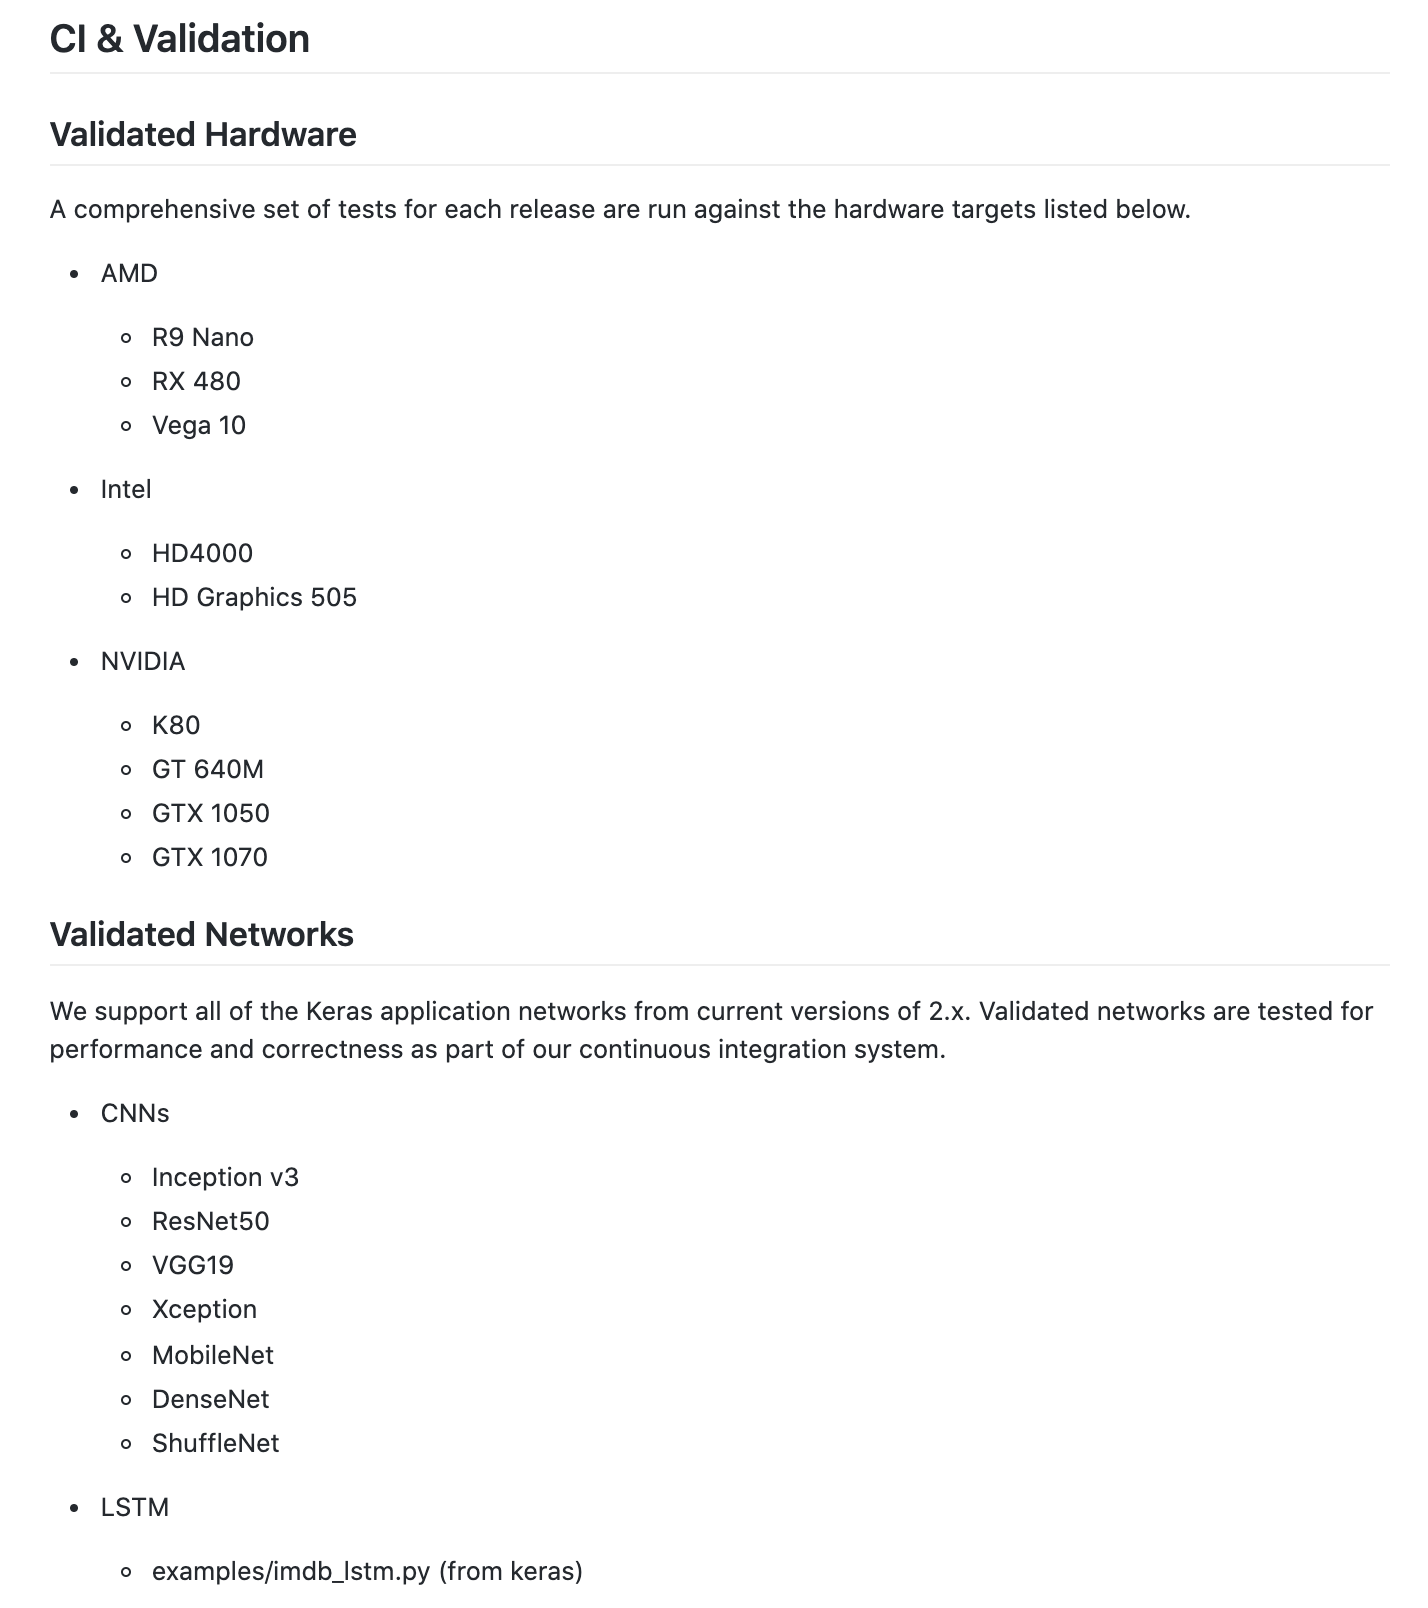 CI & Validation
Validated Hardware
A comprehensive set of tests for each release are run against the hardware targets listed below.
AMD
R9 Nano
RX 480
Vega 10
Intel
HD4000
HD Graphics 505
NVIDIA
K80
GT 640M
GTX 1050
GTX 1070
Validated Networks
We support all of the Keras application networks from current versions of 2.x. Validated networks are tested for
performance and correctness as part of our continuous integration system.
CNNs
Inception v3
ResNet50
VGG19
Xception
MobileNet
DenseNet
ShuffleNet
LSTM
examples/imdb_lstm.py (from keras)